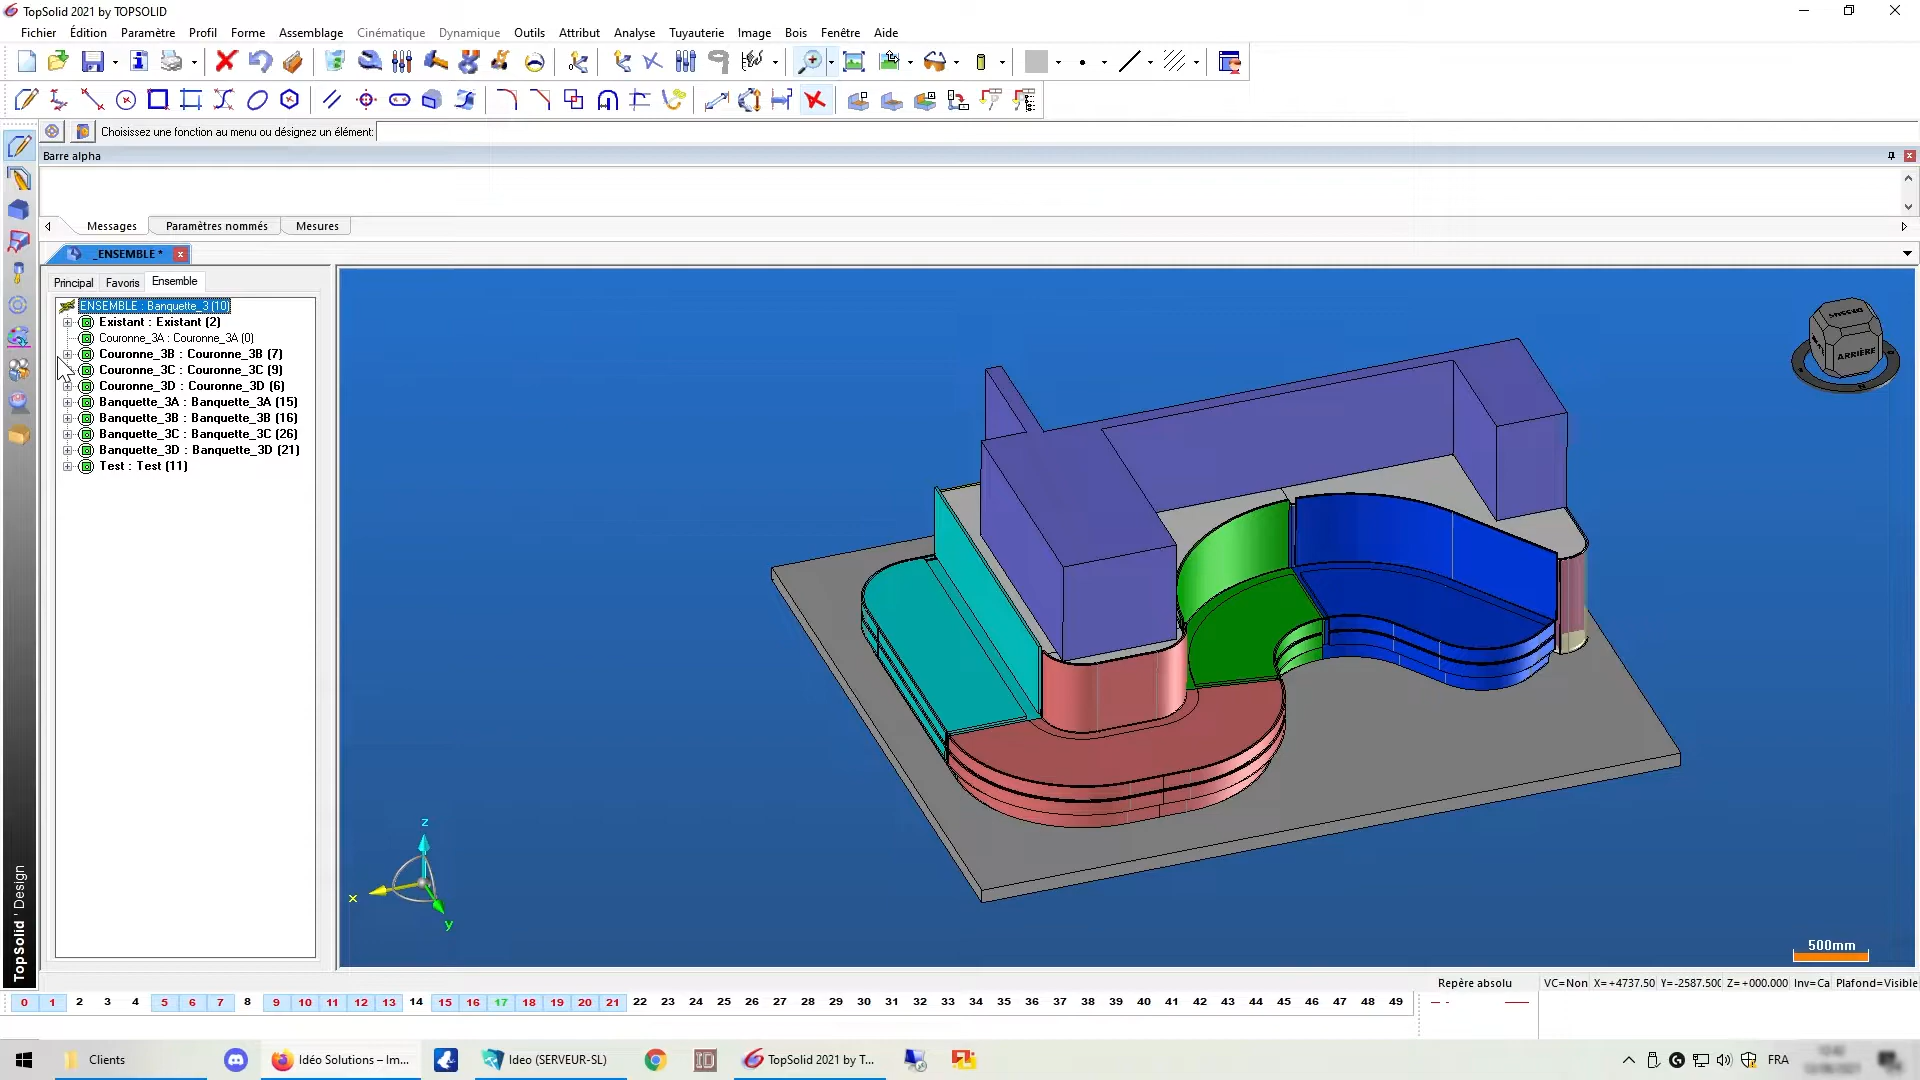 TopSolid 2021 by TOPSOLID
Fichier Édition Paramètre Profil Forme Assemblage Cinématique Dynamique Outils Attribut Analyse Tuyauterie Image Bois Fenêtre Aide
Choisissez une fonction au menu ou désignez un élément:
Barre alpha
Messages Paramètres nommés Mesures
_ENSEMBLE *
Principal Favoris Ensemble
ENSEMBLE : Banquette_3 (10)
Existant : Existant (2)
Couronne_3A : Couronne_3A (0)
Couronne_3B : Couronne_3B (7)
Couronne_3C : Couronne_3C (9)
Couronne_3D : Couronne_3D (6)
Banquette_3A : Banquette_3A (15)
Banquette_3B : Banquette_3B (16)
Banquette_3C : Banquette_3C (26)
Banquette_3D : Banquette_3D (21)
Test : Test (11)
ARRIÈRE
z
x
y
500mm
TopSolid ' Design
Repère absolu VC=Non X=+4737.50 Y=-2587.500 Z=+000.000 Inv=Ca Plafond=Visible
0 1 2 3 4 5 6 7 8 9 10 11 12 13 14 15 16 17 18 19 20 21 22 23 24 25 26 27 28 29 30 31 32 33 34 35 36 37 38 39 40 41 42 43 44 45 46 47 48 49
Clients
Idéo Solutions – Im...
Ideo (SERVEUR-SL)
TopSolid 2021 by T...
FRA